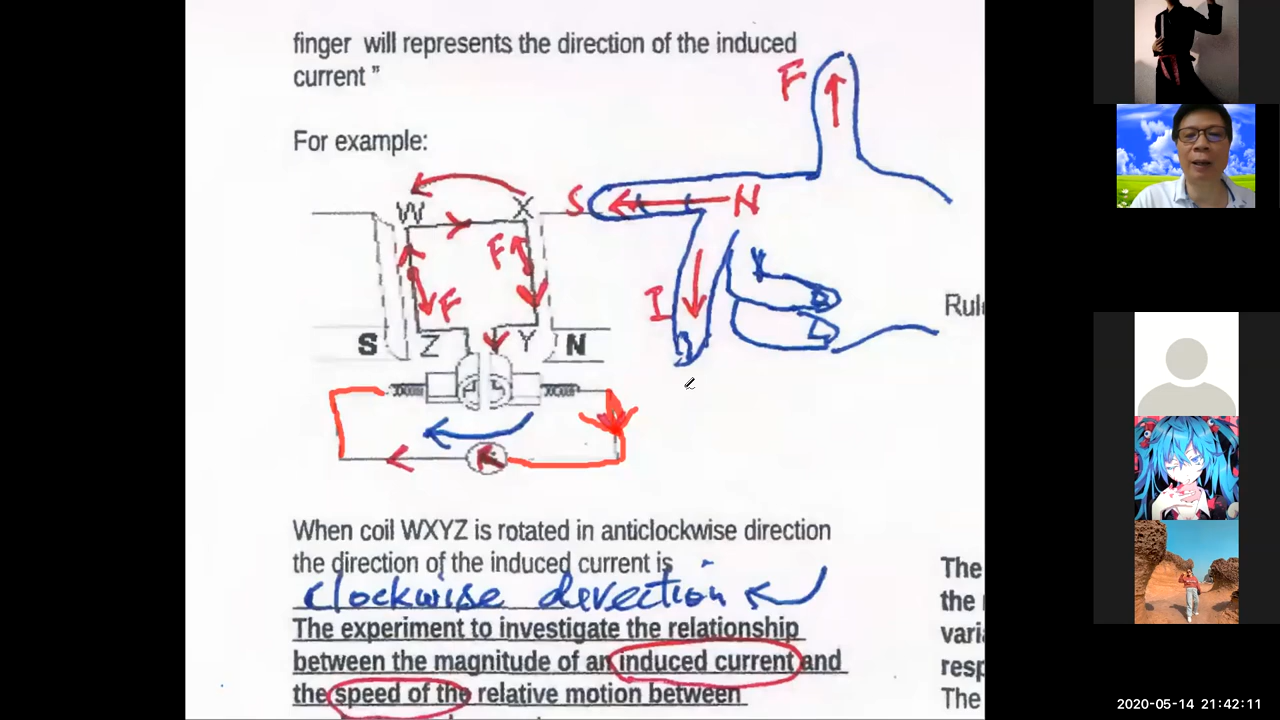 finger will represents the direction of the induced
current ”
For example:
F
S N
W X
F
F
I
S Z Y N
Rul
When coil WXYZ is rotated in anticlockwise direction
the direction of the induced current is
clockwise dirertion
The experiment to investigate the relationship
between the magnitude of an induced current and
the speed of the relative motion between
The
the
vari
resp
The
2020-05-14 21:42:11